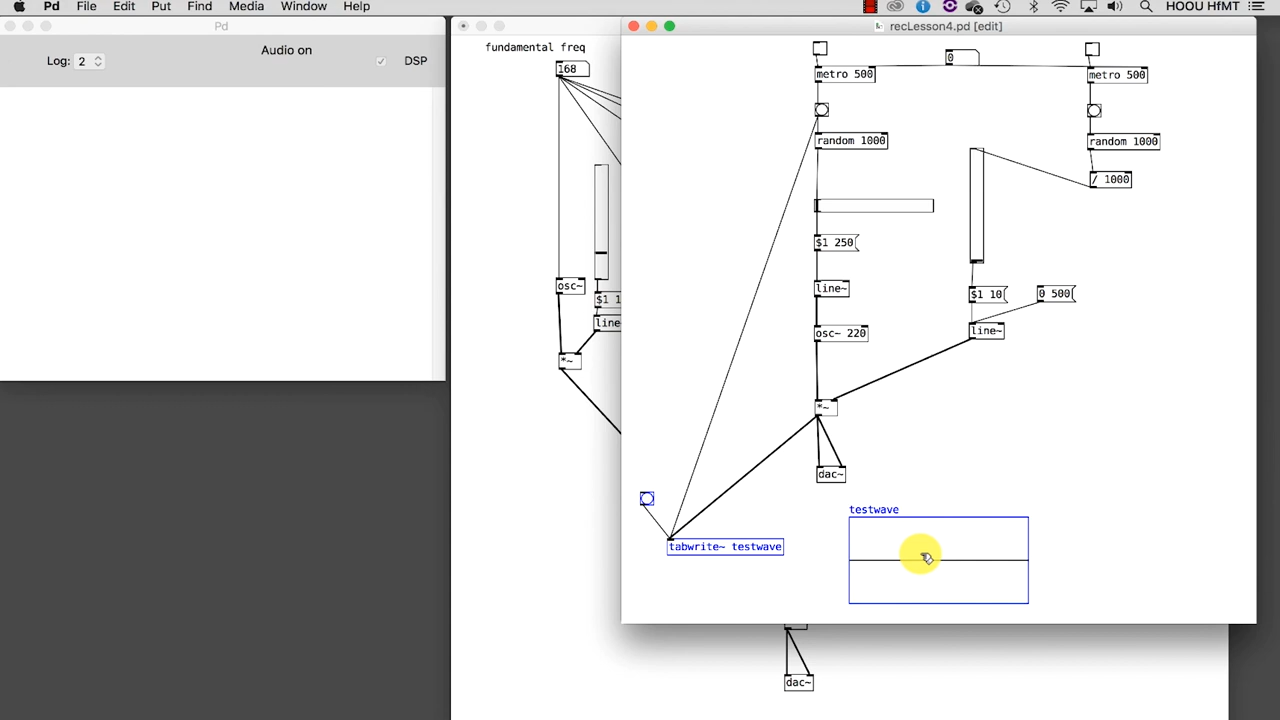 Pd File Edit Put Find Media Window Help
HOOU HfMT
Pd
Log: 2
Audio on
DSP
fundamental freq
168
osc~
$1 1
line~
*~
dac~
recLesson4.pd [edit]
0
metro 500
metro 500
random 1000
random 1000
/ 1000
$1 250
$1 10
0 500
line~
line~
osc~ 220
*~
dac~
testwave
tabwrite~ testwave